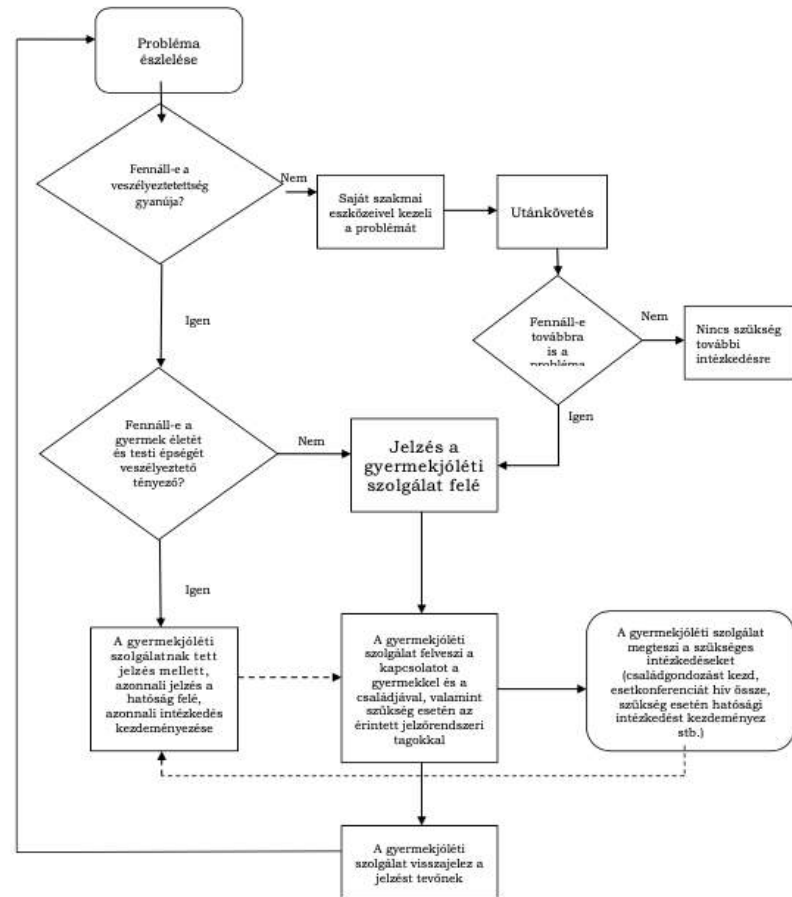 Probléma
észlelése
Fennáll-e a
veszélyeztetettség
gyanúja?
Nem
Saját szakmai
eszközeivel kezeli
a problémát
Utánkövetés
Igen
Fennáll-e
továbbra
is a
probléma
Nem
Nincs szükség
további
intézkedésre
Igen
Fennáll-e a
gyermek életét
és testi épségét
veszélyeztető
tényező?
Nem
Jelzés a
gyermekjóléti
szolgálat felé
Igen
A gyermekjóléti
szolgálatnak tett
jelzés mellett,
azonnali jelzés a
hatóság felé,
azonnali intézkedés
kezdeményezése
A gyermekjóléti
szolgálat felveszi a
kapcsolatot a
gyermekkel és a
családjával, valamint
szükség esetén az
érintett jelzőrendszeri
tagokkal
A gyermekjóléti szolgálat
megteszi a szükséges
intézkedéseket
(családgondozást kezd,
esetkonferenciát hív össze,
szükség esetén hatósági
intézkedést kezdeményez
stb.)
A gyermekjóléti
szolgálat visszajelez a
jelzést tevőnek